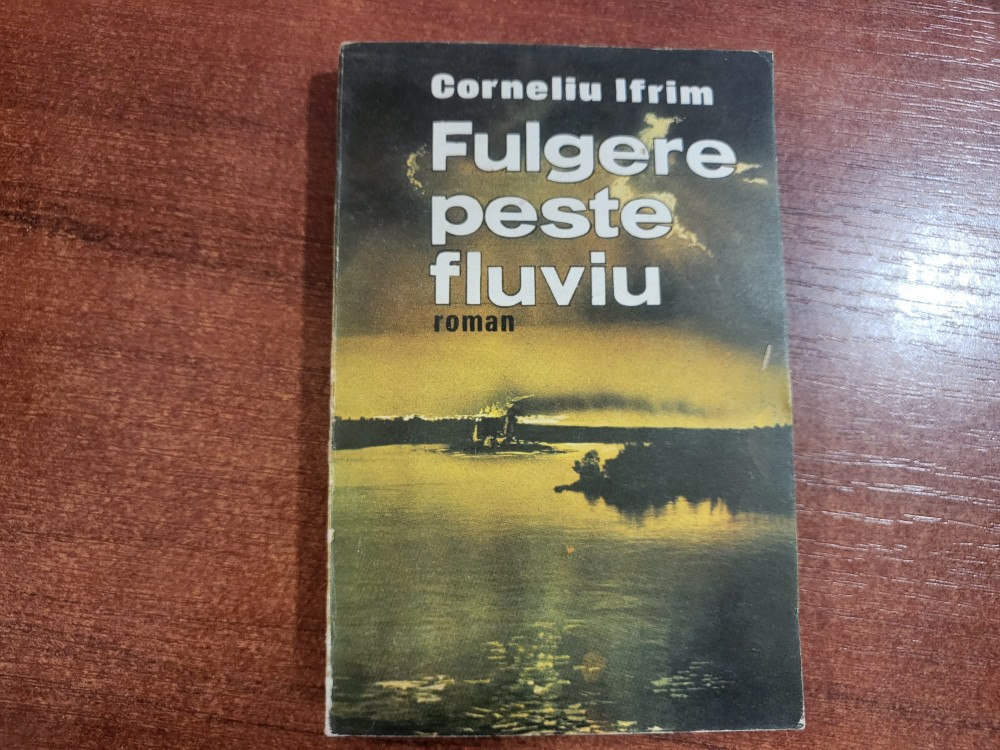 Corneliu Ifrim
Fulgere
peste
fluviu
roman